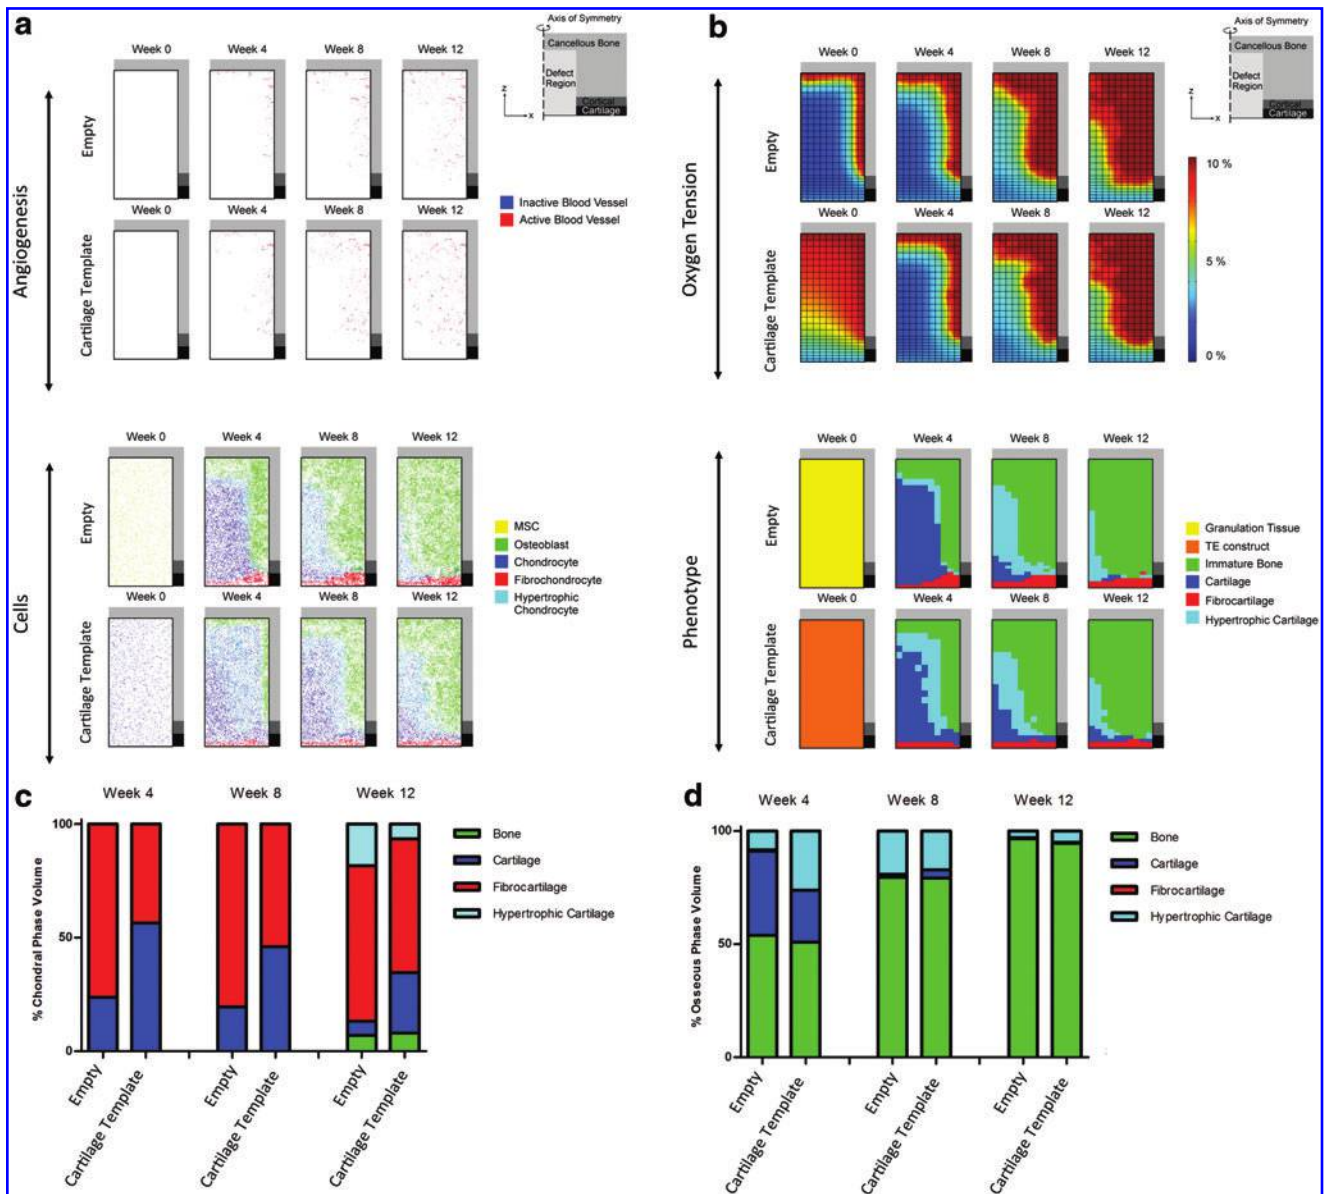 a
Axis of Symmetry
Week 0 Week 4 Week 8 Week 12
Cancellous Bone
Defect Region
Cortical
Cartilage
z
x
Angiogenesis
Empty
Inactive Blood Vessel
Active Blood Vessel
Week 0 Week 4 Week 8 Week 12
Cartilage Template
Week 0 Week 4 Week 8 Week 12
Cells
Empty
MSC
Osteoblast
Chondrocyte
Fibrochondrocyte
Hypertrophic
Chondrocyte
Week 0 Week 4 Week 8 Week 12
Cartilage Template
b
Axis of Symmetry
Week 0 Week 4 Week 8 Week 12
Cancellous Bone
Defect
Region
Cortical
Cartilage
z
x
Oxygen Tension
Empty
10 %
5 %
0 %
Week 0 Week 4 Week 8 Week 12
Cartilage Template
Week 0 Week 4 Week 8 Week 12
Phenotype
Empty
Granulation Tissue
TE construct
Immature Bone
Cartilage
Fibrocartilage
Hypertrophic Cartilage
Week 0 Week 4 Week 8 Week 12
Cartilage Template
c
Week 4 Week 8 Week 12
% Chondral Phase Volume
100
50
0
Bone
Cartilage
Fibrocartilage
Hypertrophic Cartilage
Empty
Cartilage Template
Empty
Cartilage Template
Empty
Cartilage Template
d
Week 4 Week 8 Week 12
% Osseous Phase Volume
100
50
0
Bone
Cartilage
Fibrocartilage
Hypertrophic Cartilage
Empty
Cartilage Template
Empty
Cartilage Template
Empty
Cartilage Template